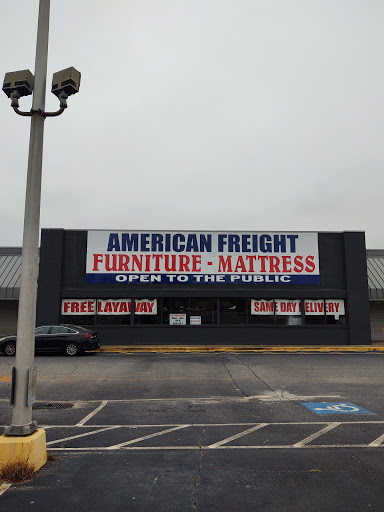 AMERICAN FREIGHT
FURNITURE - MATTRESS
OPEN TO THE PUBLIC
FREE LAYAWAY
SAME DAY DELIVERY